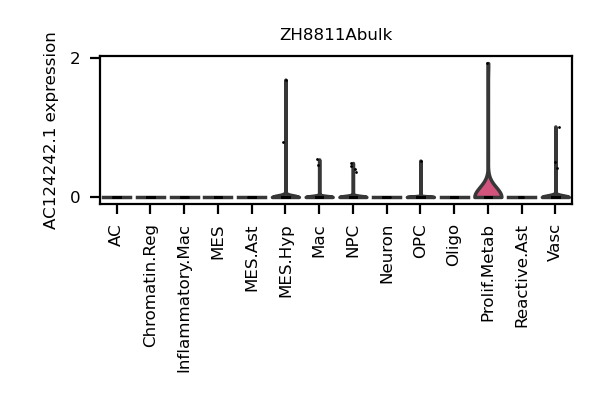 ZH8811Abulk
AC124242.1 expression
2
0
AC
Chromatin.Reg
Inflammatory.Mac
MES
MES.Ast
MES.Hyp
Mac
NPC
Neuron
OPC
Oligo
Prolif.Metab
Reactive.Ast
Vasc